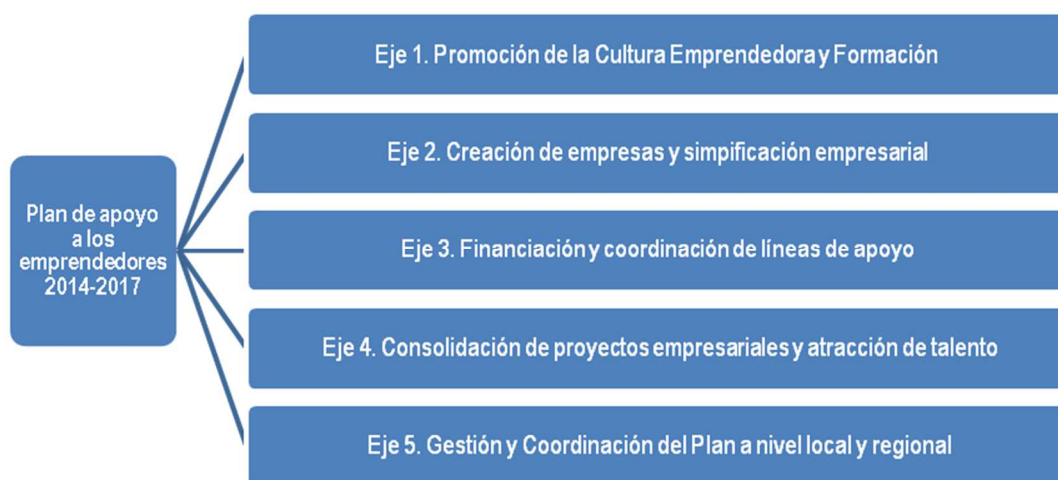 Plan de apoyo
a los
emprendedores
2014-2017
Eje 1. Promoción de la Cultura Emprendedora y Formación
Eje 2. Creación de empresas y simpificación empresarial
Eje 3. Financiación y coordinación de líneas de apoyo
Eje 4. Consolidación de proyectos empresariales y atracción de talento
Eje 5. Gestión y Coordinación del Plan a nivel local y regional